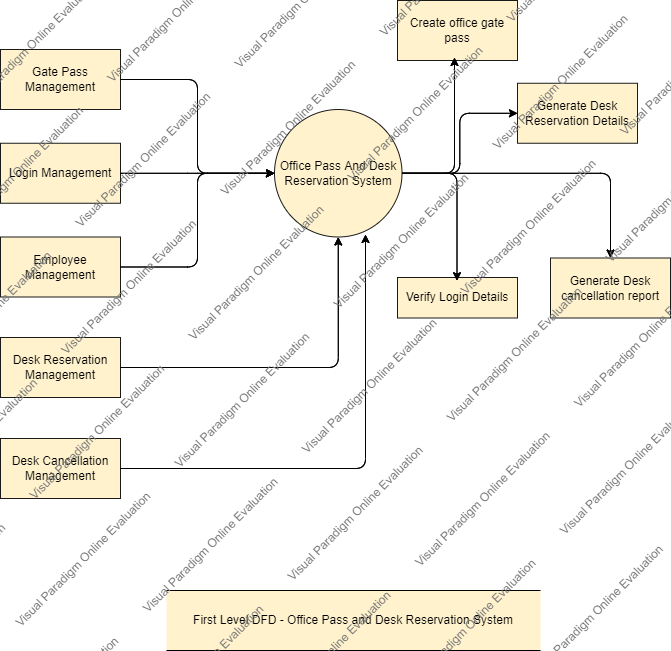 Create office gate
pass
Gate Pass
Management
Generate Desk
Reservation Details
Login Management
Office Pass And Desk
Reservation System
Employee
Management
Verify Login Details
Generate Desk
cancellation report
Desk Reservation
Management
Desk Cancellation
Management
First Level DFD - Office Pass and Desk Reservation System
Visual Paradigm Online Evaluation